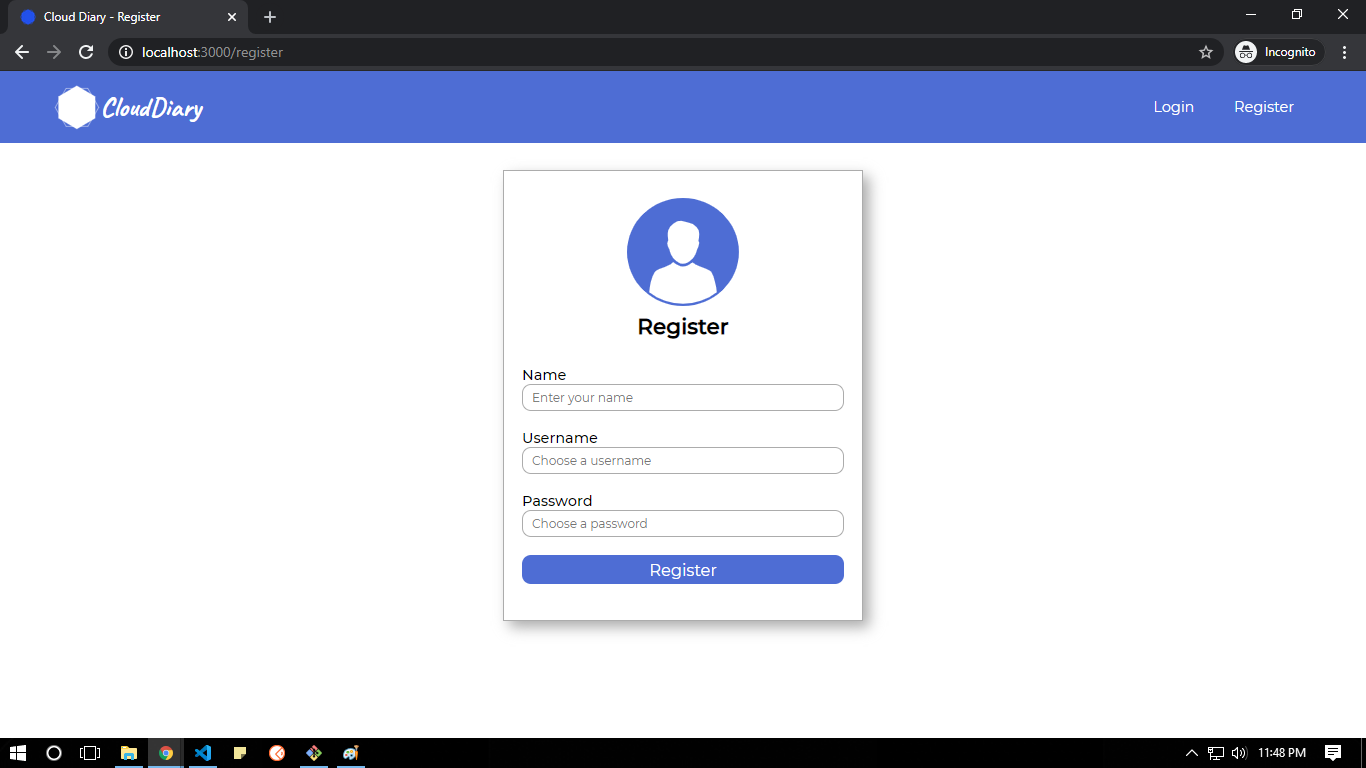 Cloud Diary - Register
localhost:3000/register
Incognito
CloudDiary
Login
Register
Register
Name
Enter your name
Username
Choose a username
Password
Choose a password
Register
11:48 PM